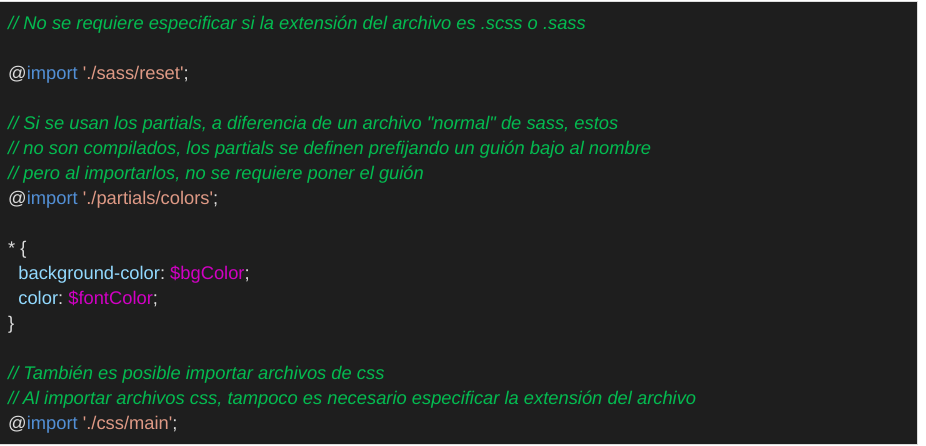 // No se requiere especificar si la extensión del archivo es .scss o .sass
@import './sass/reset';
// Si se usan los partials, a diferencia de un archivo "normal" de sass, estos
// no son compilados, los partials se definen prefijando un guión bajo al nombre
// pero al importarlos, no se requiere poner el guión
@import './partials/colors';
* {
  background-color: $bgColor;
  color: $fontColor;
}
// También es posible importar archivos de css
// Al importar archivos css, tampoco es necesario especificar la extensión del archivo
@import './css/main';